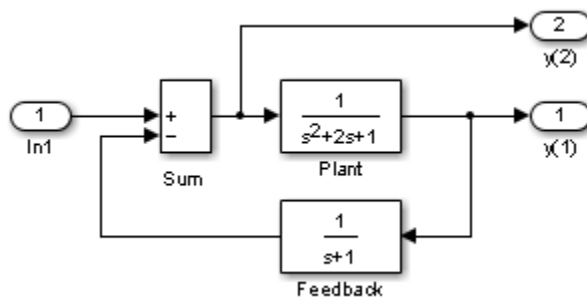 2
y(2)
1
In1
+
−
Sum
1
s²+2s+1
Plant
1
y(1)
1
s+1
Feedback